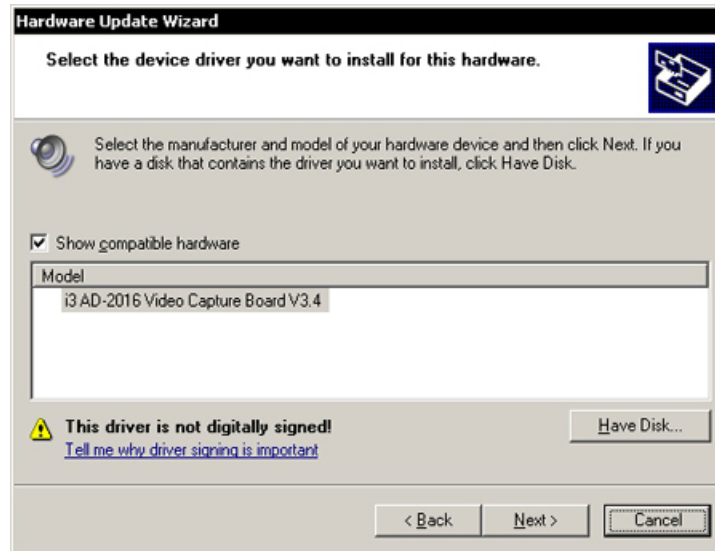 Hardware Update Wizard
Select the device driver you want to install for this hardware.
Select the manufacturer and model of your hardware device and then click Next. If you
have a disk that contains the driver you want to install, click Have Disk.
Show compatible hardware
Model
i3 AD-2016 Video Capture Board V3.4
This driver is not digitally signed!
Have Disk...
Tell me why driver signing is important
< Back
Next >
Cancel